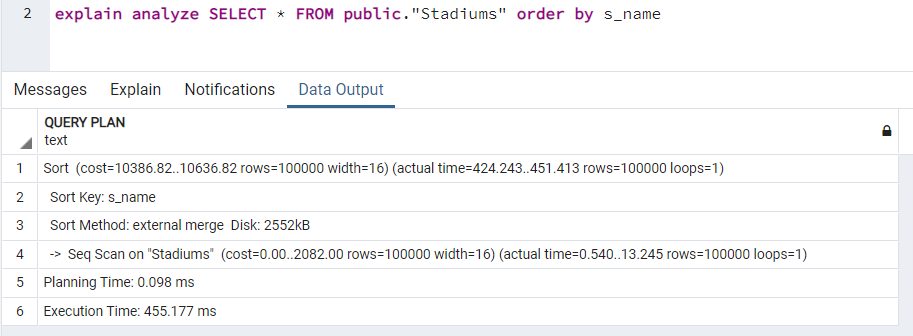 2 explain analyze SELECT * FROM public."Stadiums" order by s_name
Messages Explain Notifications Data Output
QUERY PLAN
text
1 Sort (cost=10386.82..10636.82 rows=100000 width=16) (actual time=424.243..451.413 rows=100000 loops=1)
2 Sort Key: s_name
3 Sort Method: external merge Disk: 2552kB
4 -> Seq Scan on "Stadiums" (cost=0.00..2082.00 rows=100000 width=16) (actual time=0.540..13.245 rows=100000 loops=1)
5 Planning Time: 0.098 ms
6 Execution Time: 455.177 ms